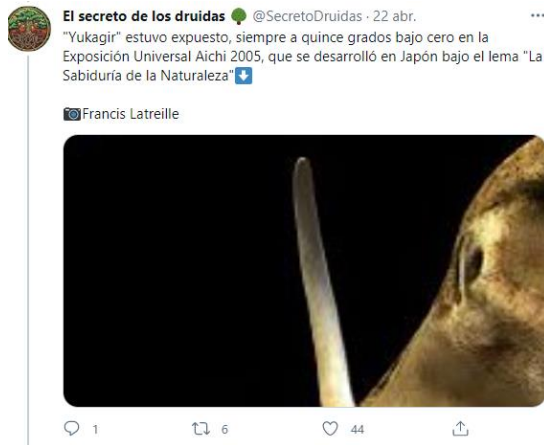 El secreto de los druidas 🌳 @SecretoDruidas · 22 abr.
"Yukagir" estuvo expuesto, siempre a quince grados bajo cero en la
Exposición Universal Aichi 2005, que se desarrolló en Japón bajo el lema "La
Sabiduría de la Naturaleza"⬇️
📷Francis Latreille
1 6 44